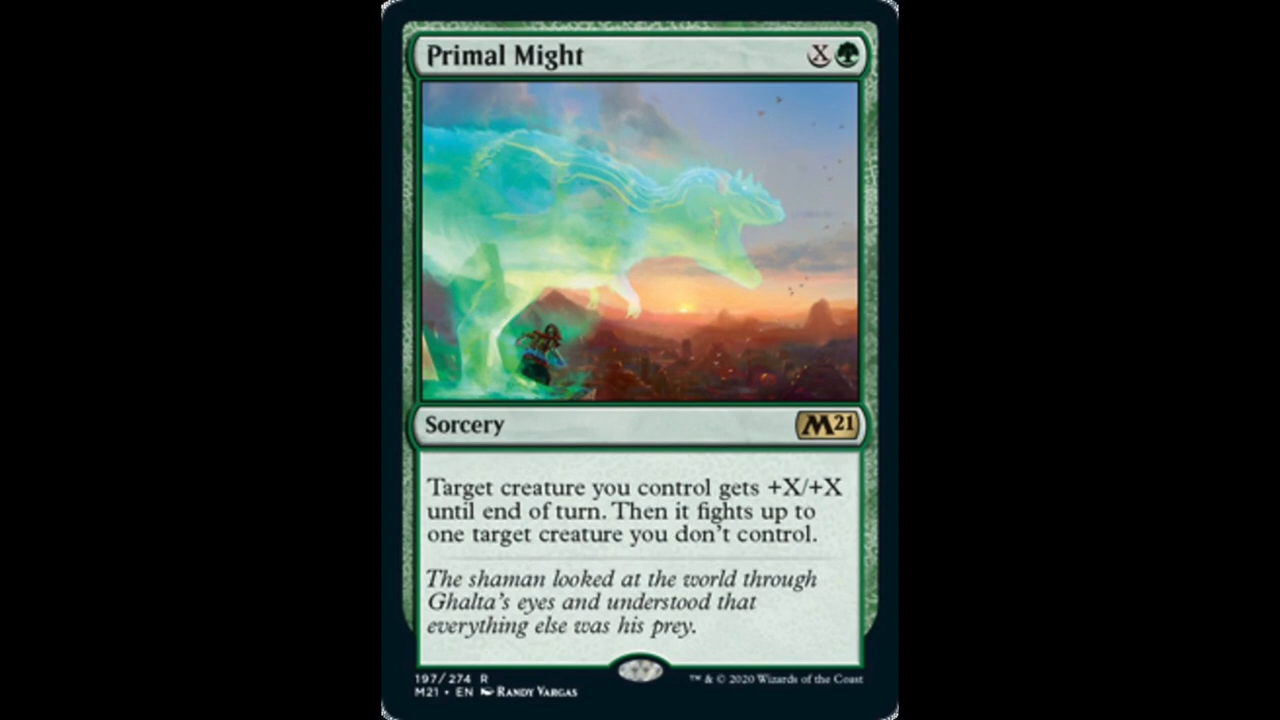 Primal Might X
Sorcery M21
Target creature you control gets +X/+X
until end of turn. Then it fights up to
one target creature you don't control.
The shaman looked at the world through
Ghalta's eyes and understood that
everything else was his prey.
197/274 R
M21 • EN Randy Vargas
™ & © 2020 Wizards of the Coast